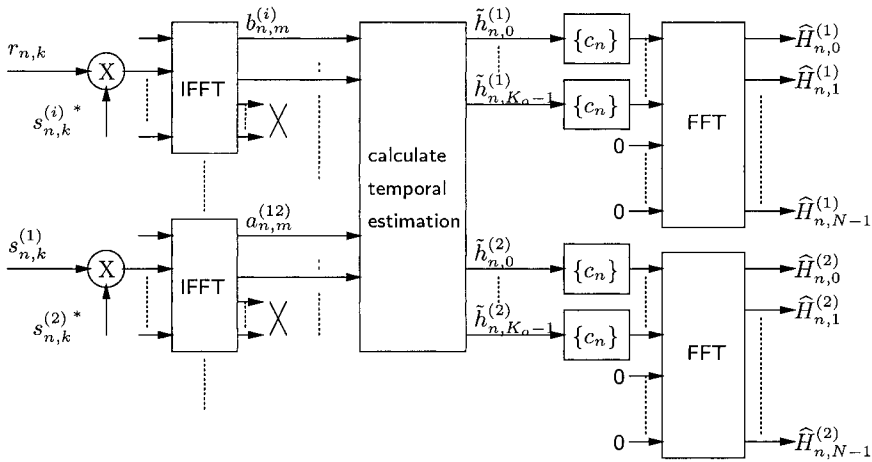 r_{n,k}
X
s_{n,k}^{(i)*}
IFFT
b_{n,m}^{(i)}
calculate
temporal
estimation
\tilde{h}_{n,0}^{(1)}
{c_n}
\tilde{h}_{n,K_o-1}^{(1)}
{c_n}
0
0
FFT
\widehat{H}_{n,0}^{(1)}
\widehat{H}_{n,1}^{(1)}
\widehat{H}_{n,N-1}^{(1)}
s_{n,k}^{(1)}
X
s_{n,k}^{(2)*}
IFFT
a_{n,m}^{(12)}
\tilde{h}_{n,0}^{(2)}
{c_n}
\tilde{h}_{n,K_o-1}^{(2)}
{c_n}
0
0
FFT
\widehat{H}_{n,0}^{(2)}
\widehat{H}_{n,1}^{(2)}
\widehat{H}_{n,N-1}^{(2)}